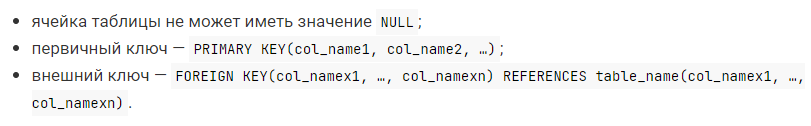 • ячейка таблицы не может иметь значение NULL;
• первичный ключ — PRIMARY KEY(col_name1, col_name2, …);
• внешний ключ — FOREIGN KEY(col_namex1, …, col_namexn) REFERENCES table_name(col_namex1, …,
col_namexn).